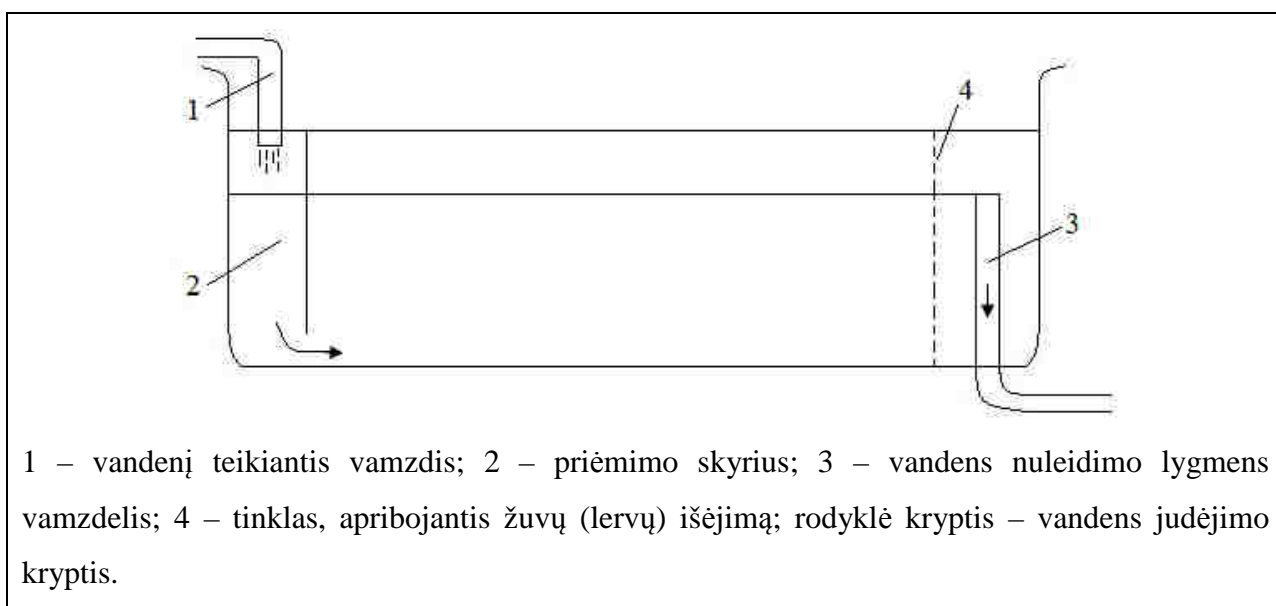 1
4
3
2
1 – vandenį teikiantis vamzdis; 2 – priėmimo skyrius; 3 – vandens nuleidimo lygmens
vamzdelis; 4 – tinklas, apribojantis žuvų (lervų) išėjimą; rodyklė kryptis – vandens judėjimo
kryptis.